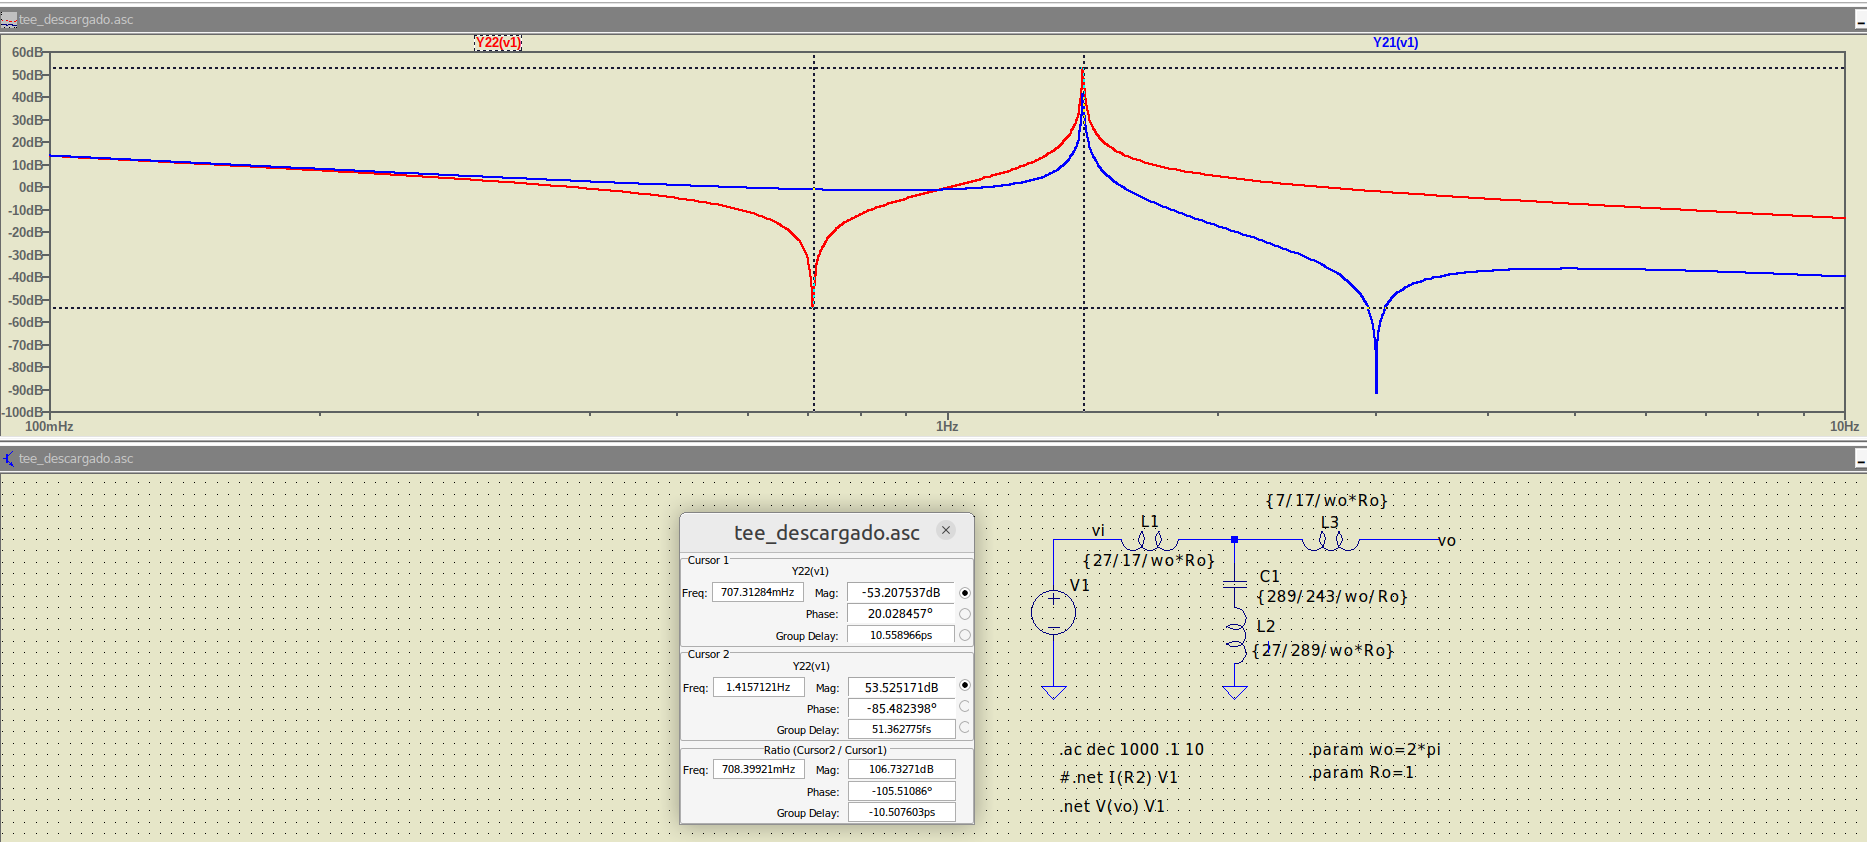 tee_descargado.asc
Y22(v1)
Y21(v1)
60dB
50dB
40dB
30dB
20dB
10dB
0dB
-10dB
-20dB
-30dB
-40dB
-50dB
-60dB
-70dB
-80dB
-90dB
-100dB
100mHz
1Hz
10Hz
tee_descargado.asc
tee_descargado.asc
Cursor 1
Y22(v1)
Freq: 707.31284mHz Mag: -53.207537dB
Phase: 20.028457°
Group Delay: 10.558966ps
Cursor 2
Y22(v1)
Freq: 1.4157121Hz Mag: 53.525171dB
Phase: -85.482398°
Group Delay: 51.362775fs
Ratio (Cursor2 / Cursor1)
Freq: 708.39921mHz Mag: 106.73271dB
Phase: -105.51086°
Group Delay: -10.507603ps
{7/17/wo*Ro}
vi
L1
L3
vo
{27/17/wo*Ro}
V1
C1
{289/243/wo/Ro}
L2
{27/289/wo*Ro}
.ac dec 1000 .1 10
#.net I(R2) V1
.net V(vo) V1
.param wo=2*pi
.param Ro=1